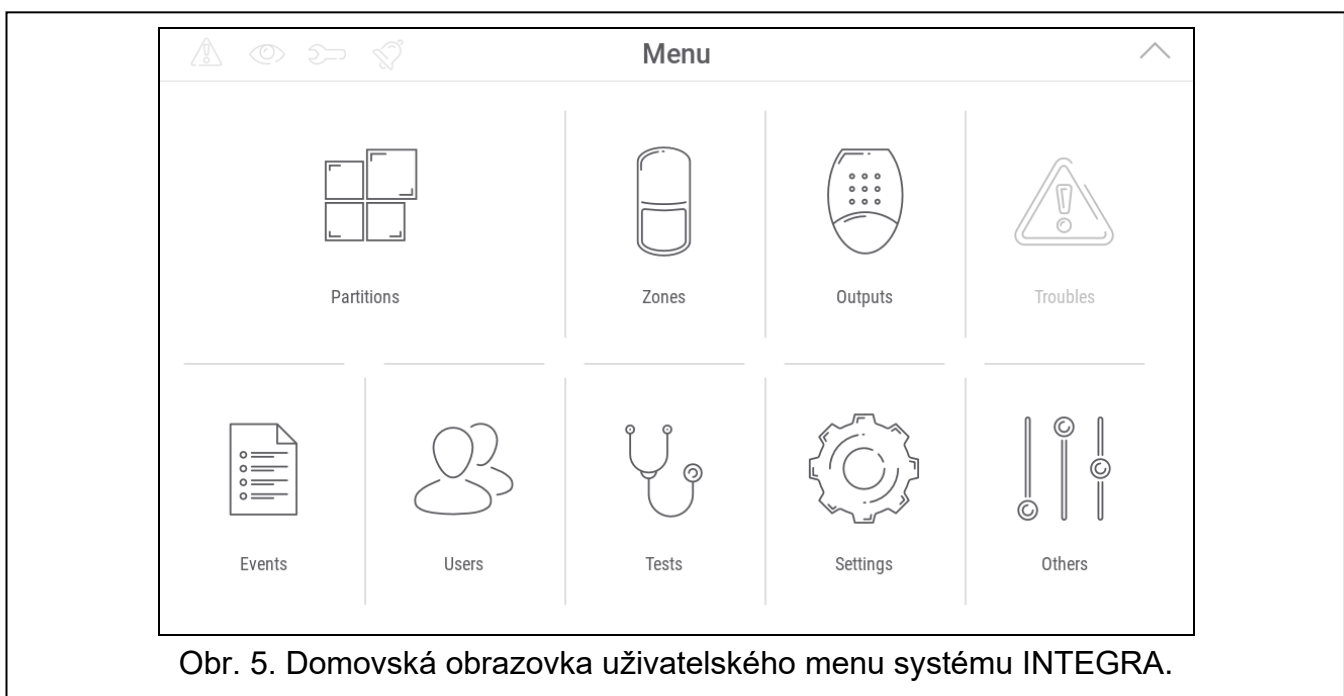 Menu
Partitions
Zones
Outputs
Troubles
Events
Users
Tests
Settings
Others
Obr. 5. Domovská obrazovka uživatelského menu systému INTEGRA.